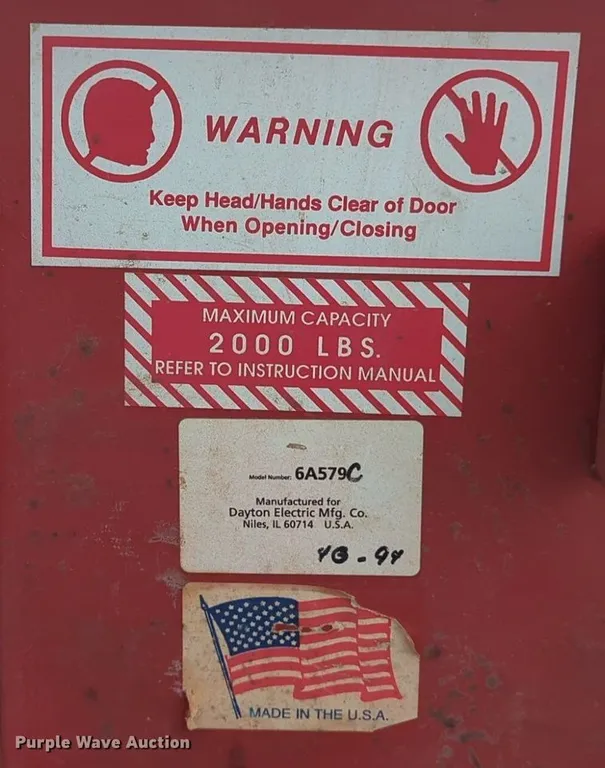 WARNING
Keep Head/Hands Clear of Door
When Opening/Closing
MAXIMUM CAPACITY
2000 LBS.
REFER TO INSTRUCTION MANUAL
Model Number: 6A579C
Manufactured for
Dayton Electric Mfg. Co.
Niles, IL 60714 U.S.A.
MADE IN THE U.S.A.
Purple Wave Auction